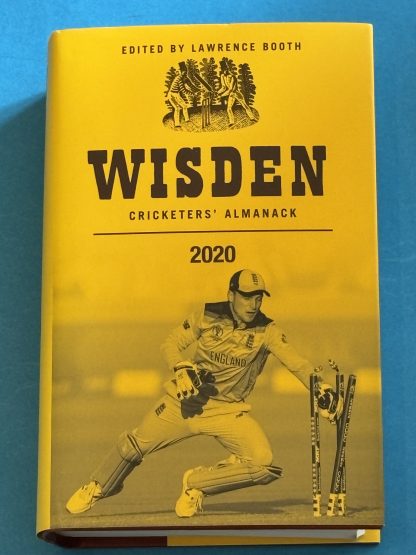 EDITED BY LAWRENCE BOOTH
WISDEN
CRICKETERS' ALMANACK
2020
ENGLAND